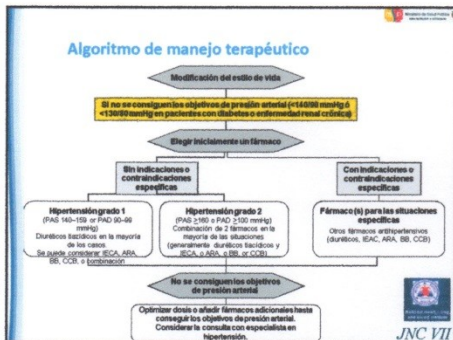 Ministerio de Salud Pública
Algoritmo de manejo terapéutico
Modificación del estilo de vida
Si no se consiguen los objetivos de presión arterial (<140/90 mmHg ó
<130/80 mmHg en pacientes con diabetes o enfermedad renal crónica)
Elegir inicialmente un fármaco
Sin indicaciones o
contraindicaciones
específicas
Con indicaciones o
contraindicaciones
específicas
Hipertensión grado 1
(PAS 140–159 or PAD 90–99
mmHg)
Diuréticos tiazídicos en la mayoría
de los casos.
Se puede considerar IECA, ARA,
BB, CCB, o combinación
Hipertensión grado 2
(PAS ≥160 o PAD ≥100 mmHg)
Combinación de 2 fármacos en la
mayoría de las situaciones
(generalmente diuréticos tiazídicos y
IECA, o ARA, o BB, or CCB)
Fármaco(s) para las situaciones
específicas
Otros fármacos antihipertensivos
(diuréticos, IEAC, ARA, BB, CCB)
No se consiguen los objetivos
de presión arterial
Optimizar dosis o añadir fármacos adicionales hasta
conseguir los objetivos de presión arterial.
Considerar la consulta con especialista en
hipertensión.
JNC VII